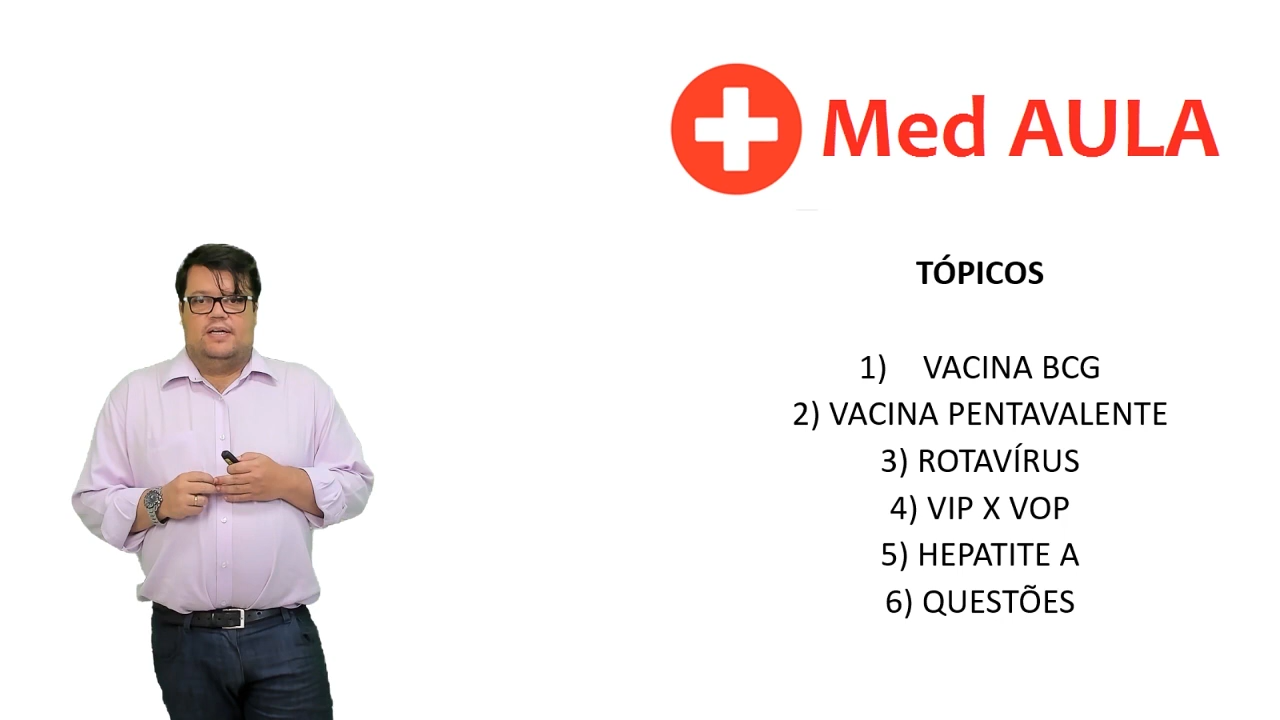 Med AULA
TÓPICOS
1) VACINA BCG
2) VACINA PENTAVALENTE
3) ROTAVÍRUS
4) VIP X VOP
5) HEPATITE A
6) QUESTÕES